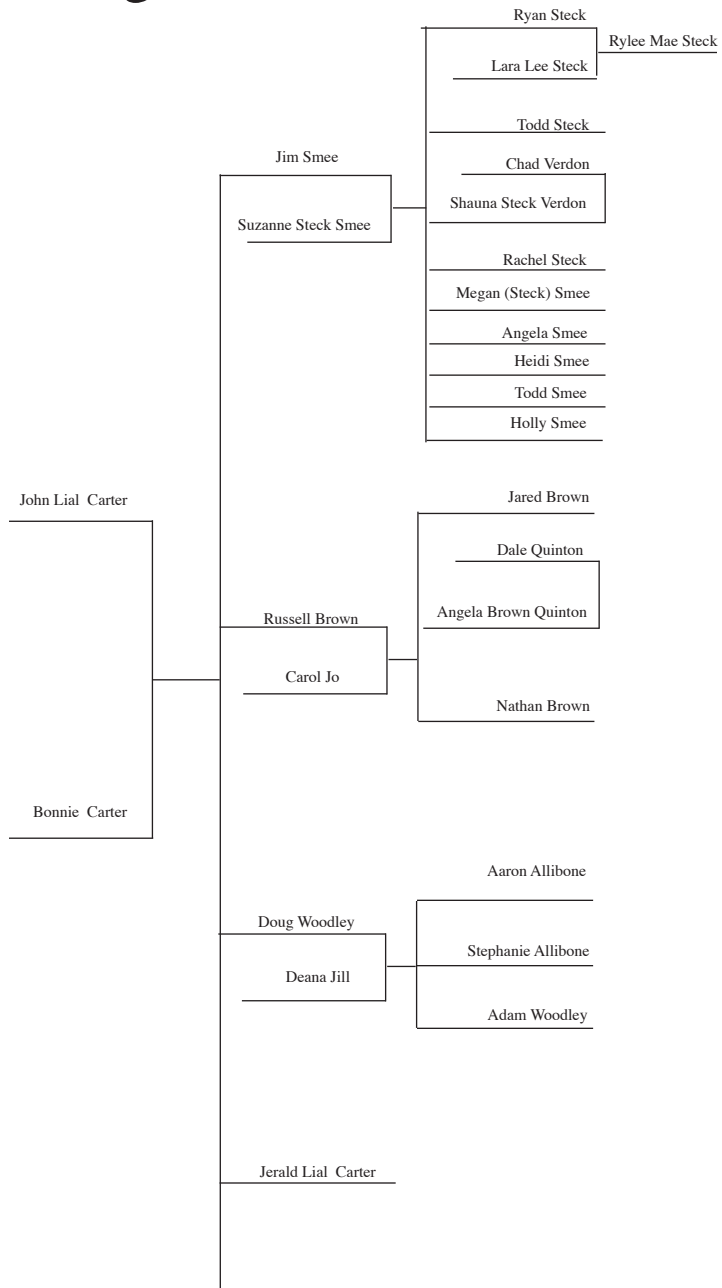 Ryan Steck
Rylee Mae Steck
Lara Lee Steck
Todd Steck
Jim Smee
Chad Verdon
Shauna Steck Verdon
Suzanne Steck Smee
Rachel Steck
Megan (Steck) Smee
Angela Smee
Heidi Smee
Todd Smee
Holly Smee
John Lial Carter
Jared Brown
Dale Quinton
Angela Brown Quinton
Russell Brown
Carol Jo
Nathan Brown
Bonnie Carter
Aaron Allibone
Doug Woodley
Stephanie Allibone
Deana Jill
Adam Woodley
Jerald Lial Carter